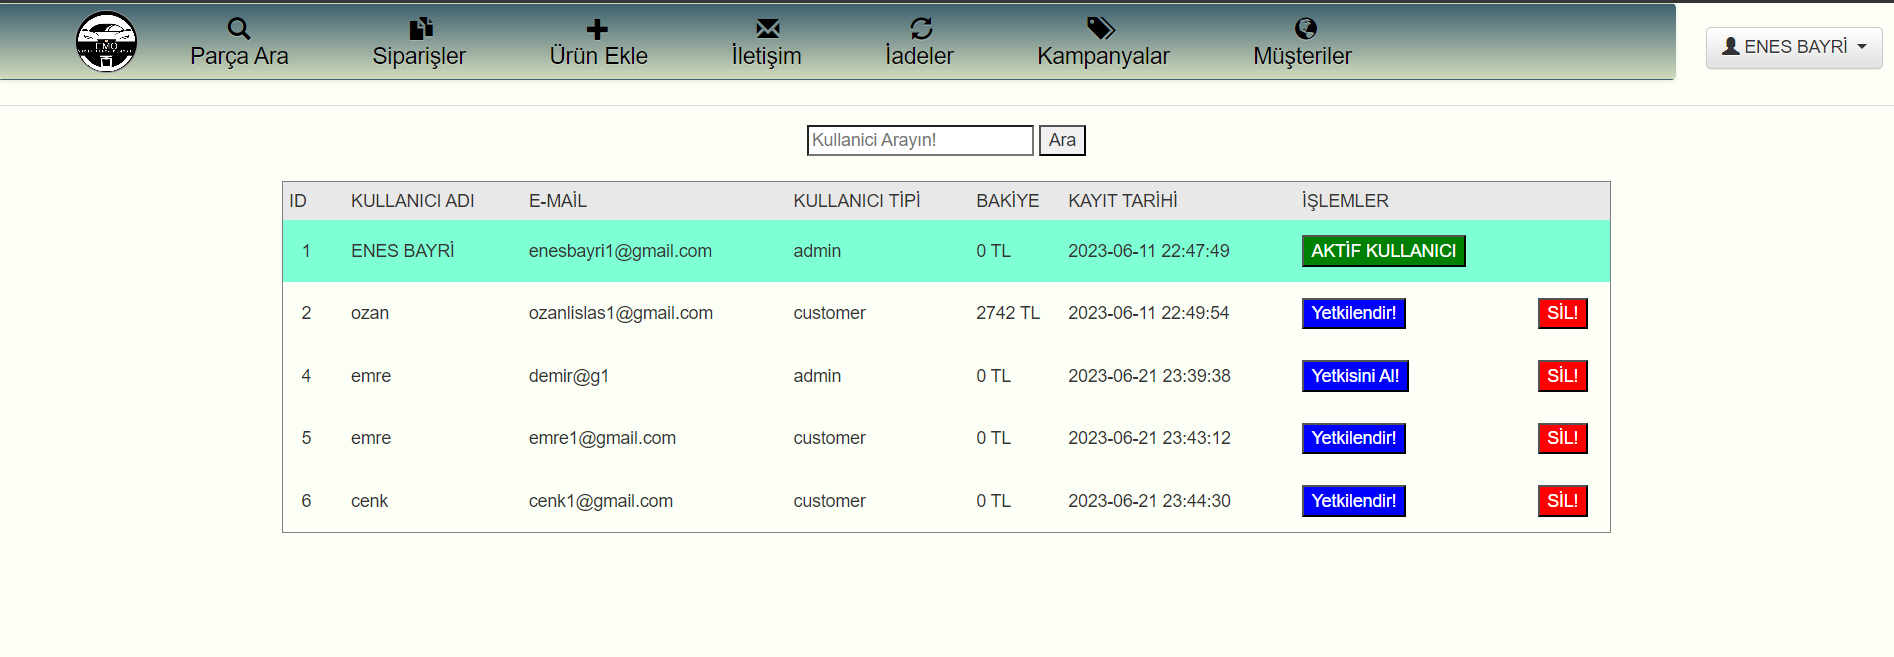 EMO
Parça Ara
Siparişler
Ürün Ekle
İletişim
İadeler
Kampanyalar
Müşteriler
ENES BAYRİ
Kullanici Arayın! Ara
ID KULLANICI ADI E-MAİL KULLANICI TİPİ BAKİYE KAYIT TARİHİ İŞLEMLER
1 ENES BAYRİ enesbayri1@gmail.com admin 0 TL 2023-06-11 22:47:49 AKTİF KULLANICI
2 ozan ozanlislas1@gmail.com customer 2742 TL 2023-06-11 22:49:54 Yetkilendir! SİL!
4 emre demir@g1 admin 0 TL 2023-06-21 23:39:38 Yetkisini Al! SİL!
5 emre emre1@gmail.com customer 0 TL 2023-06-21 23:43:12 Yetkilendir! SİL!
6 cenk cenk1@gmail.com customer 0 TL 2023-06-21 23:44:30 Yetkilendir! SİL!